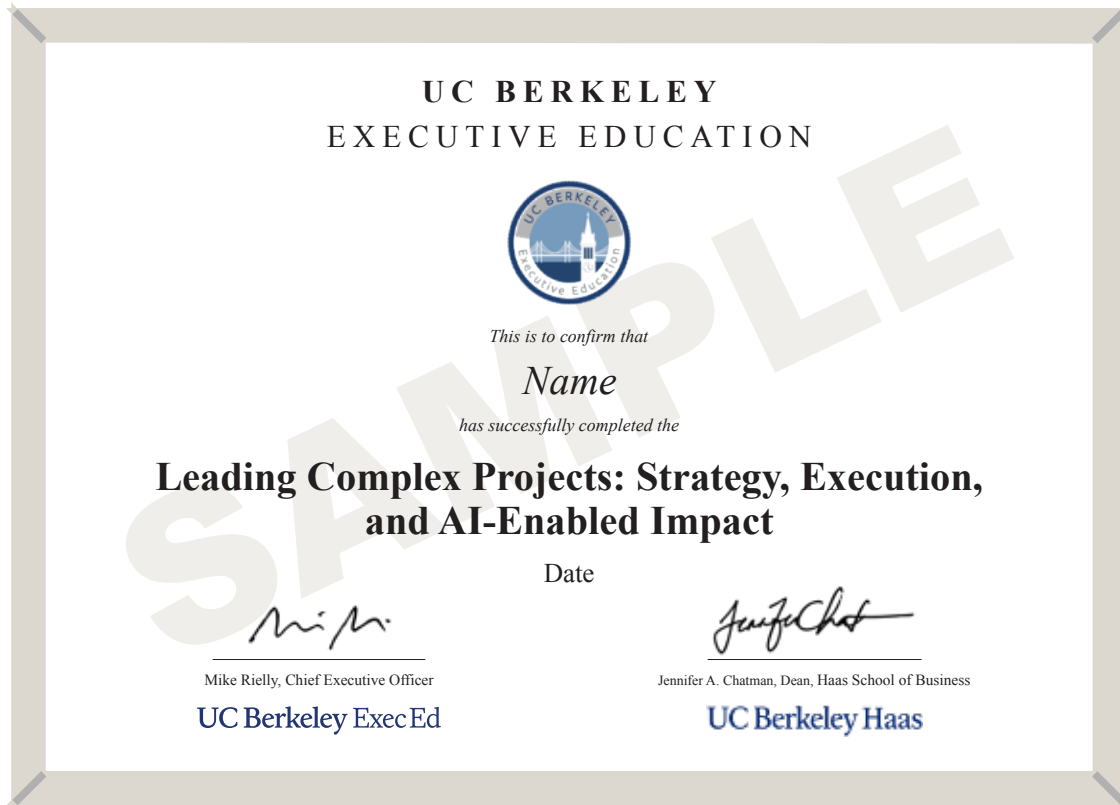 UC BERKELEY
EXECUTIVE EDUCATION
UC BERKELEY
Executive Education
This is to confirm that
Name
has successfully completed the
Leading Complex Projects: Strategy, Execution,
and AI-Enabled Impact
Date
SAMPLE
Mike Rielly, Chief Executive Officer
UC Berkeley ExecEd
Jennifer A. Chatman, Dean, Haas School of Business
UC Berkeley Haas